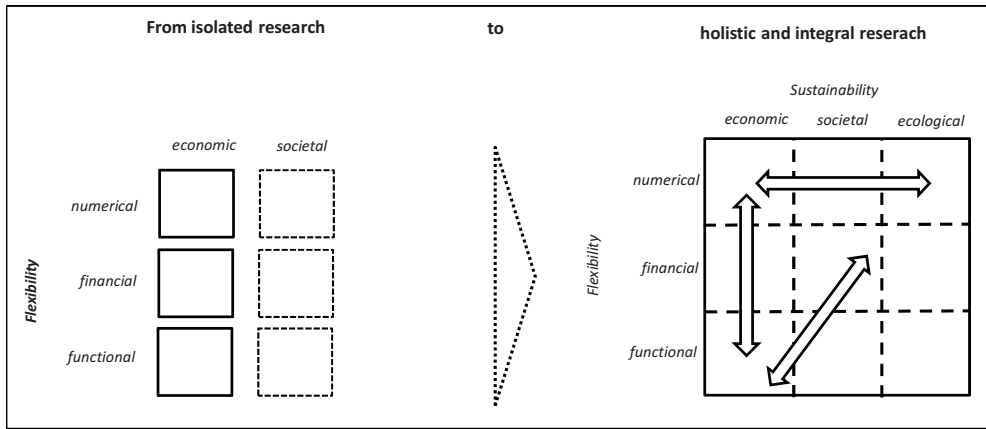 From isolated research
to
holistic and integral reserach
economic
societal
numerical
financial
functional
Flexibility
Sustainability
economic
societal
ecological
numerical
financial
functional
Flexibility